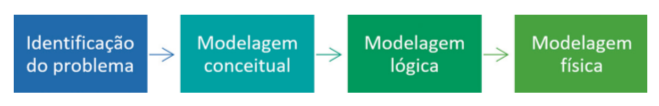 Identificação
do problema
Modelagem
conceitual
Modelagem
lógica
Modelagem
física